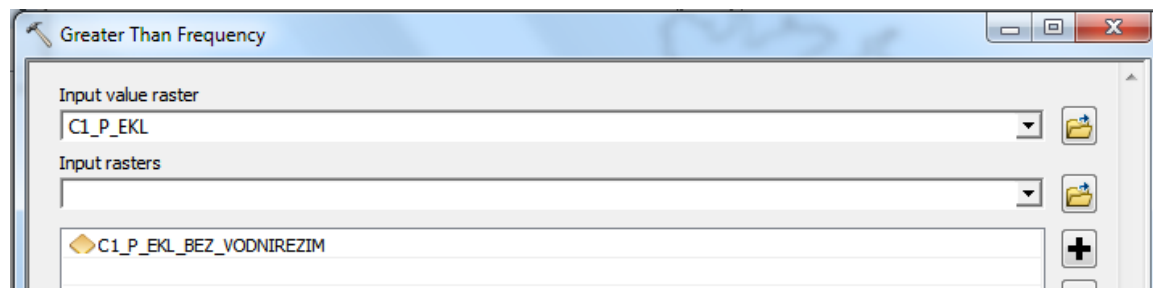 Greater Than Frequency
Input value raster
C1_P_EKL
Input rasters
C1_P_EKL_BEZ_VODNIREZIM